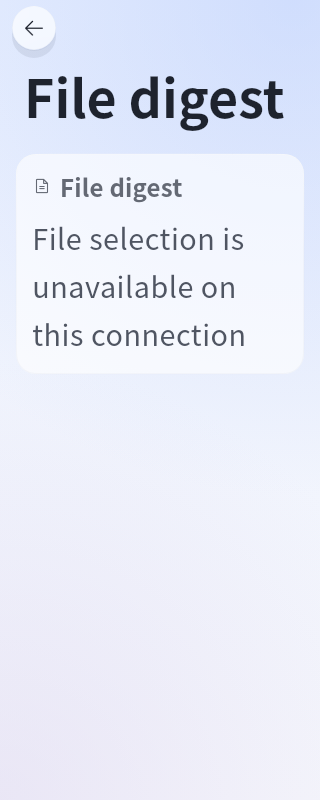 File digest
File digest
File selection is
unavailable on
this connection